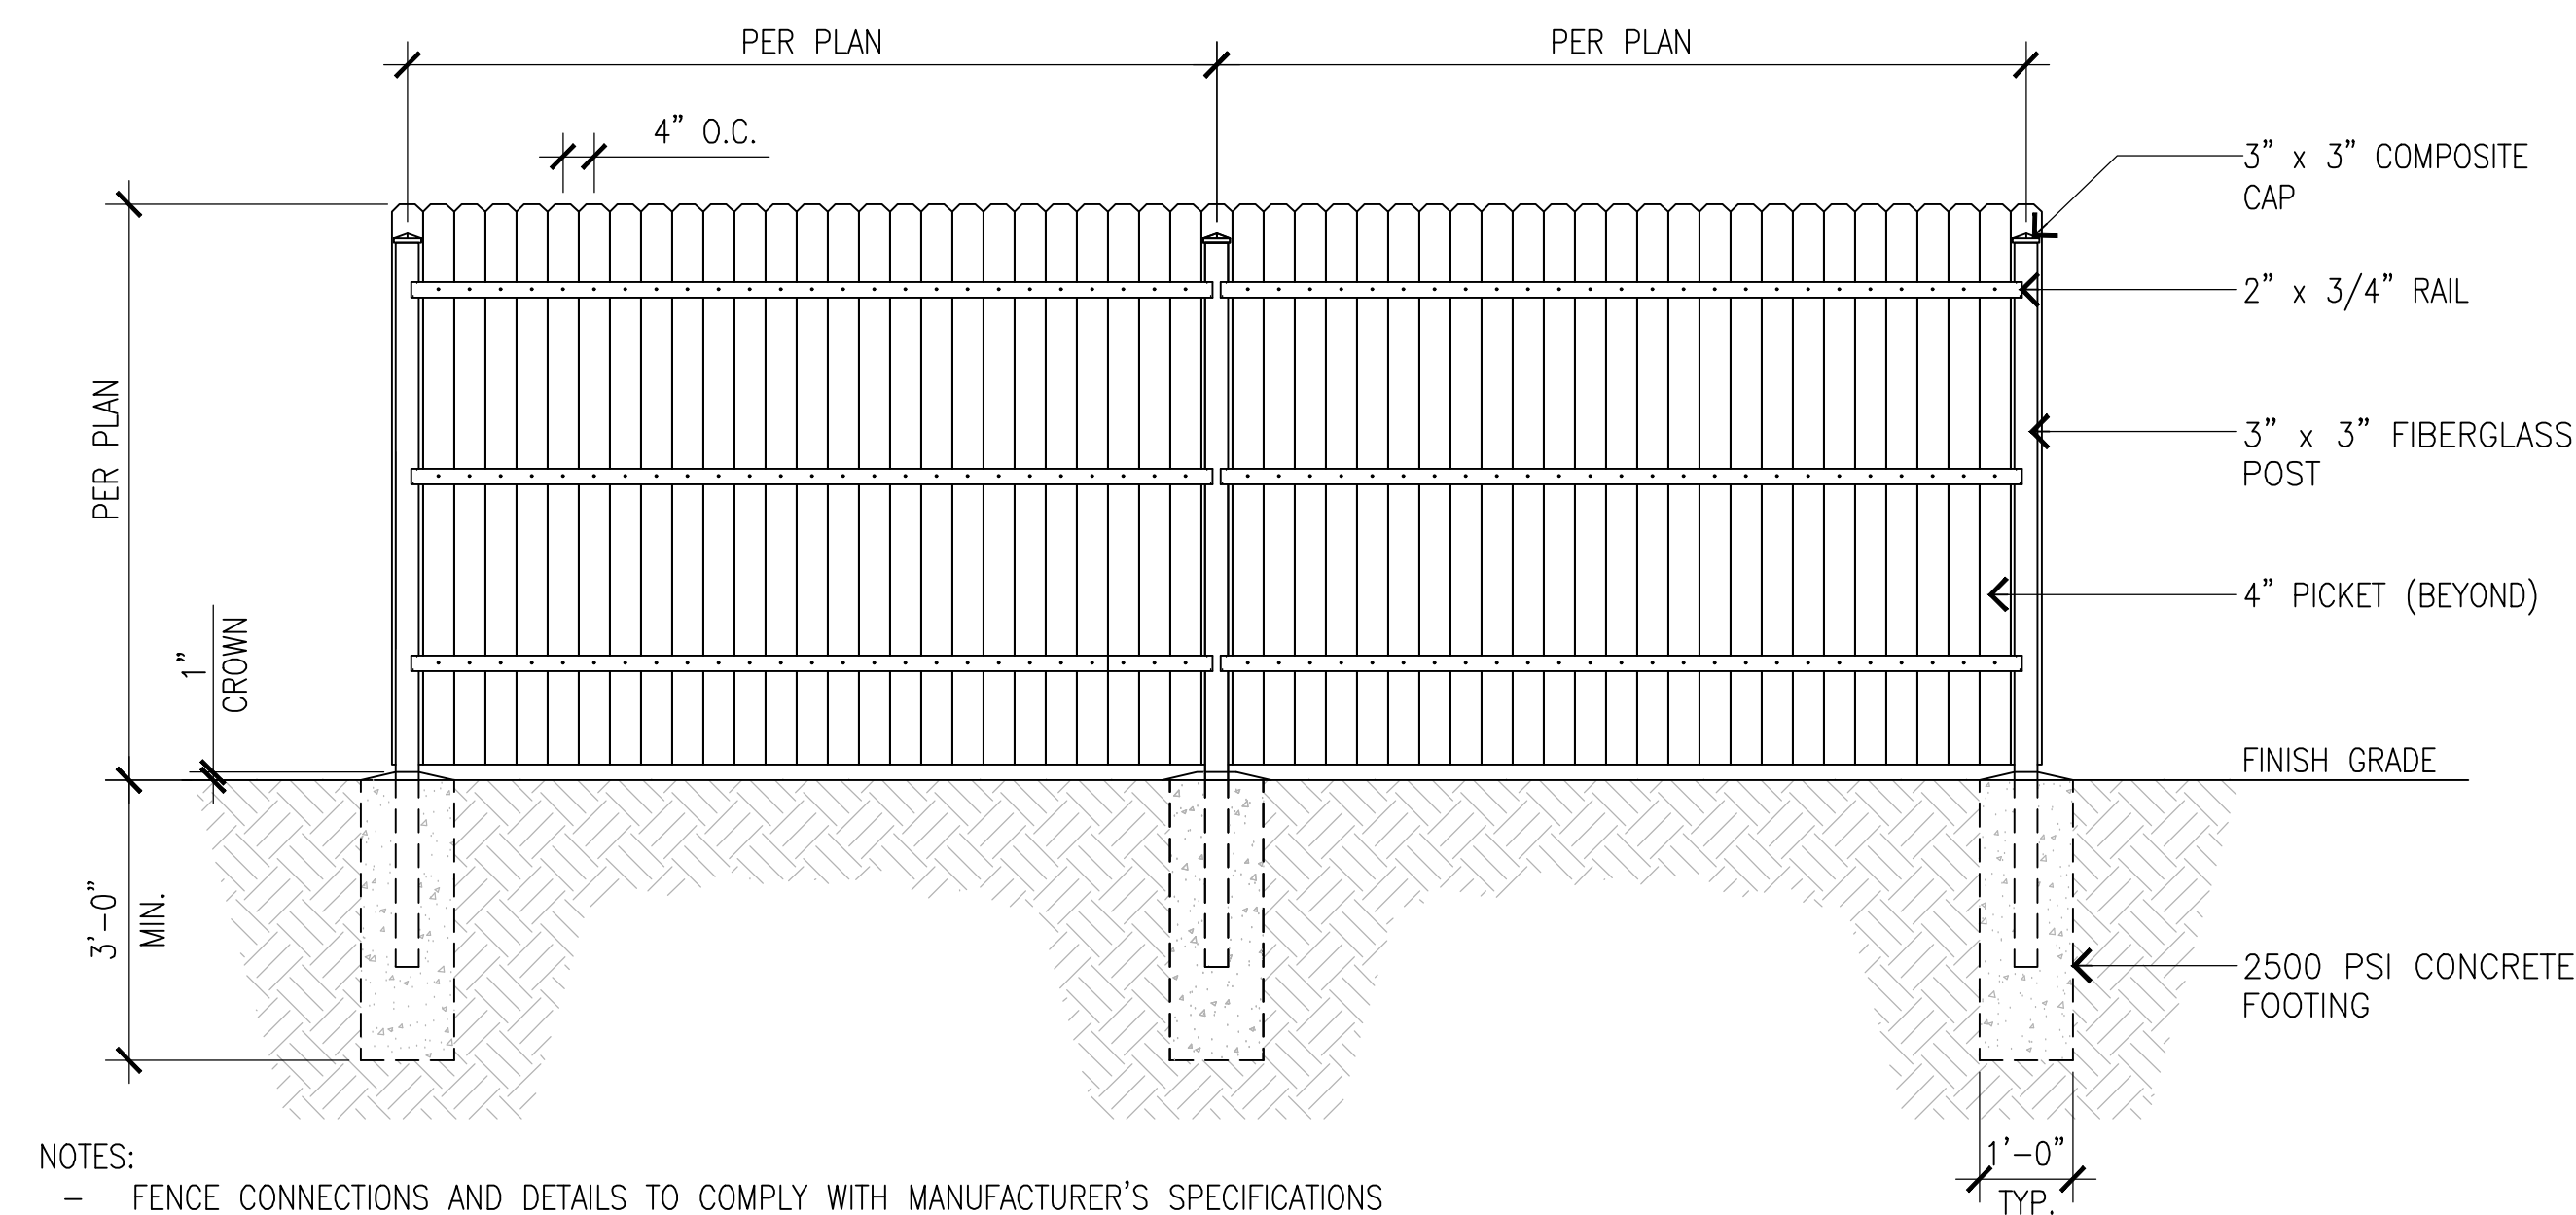 PER PLAN
PER PLAN
4" O.C.
3" x 3" COMPOSITE
CAP
2" x 3/4" RAIL
PER PLAN
3" x 3" FIBERGLASS
POST
4" PICKET (BEYOND)
1"
CROWN
FINISH GRADE
3'-0"
MIN.
2500 PSI CONCRETE
FOOTING
1'-0"
TYP.
NOTES:
- FENCE CONNECTIONS AND DETAILS TO COMPLY WITH MANUFACTURER'S SPECIFICATIONS